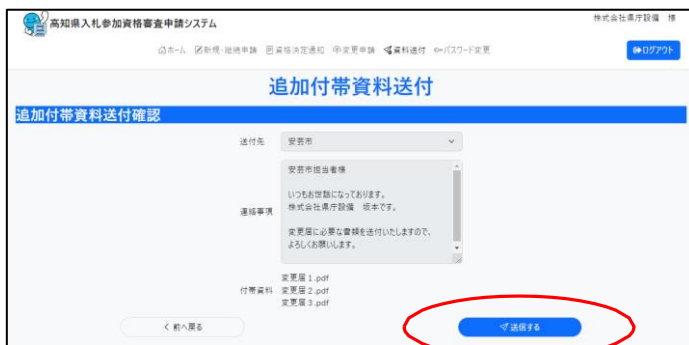 高知県入札参加資格審査申請システム
株式会社県庁設備 様
ホーム 新規・継続申請 資格決定通知 変更申請 資料送付 パスワード変更
ログアウト
追加付帯資料送付
追加付帯資料送付確認
送付先 安芸市
連絡事項
安芸市担当者様
いつもお世話になっております。
株式会社県庁設備 坂本です。
変更届に必要な書類を送付いたしますので、
よろしくお願いします。
付帯資料
変更届1.pdf
変更届2.pdf
変更届3.pdf
前へ戻る
送信する